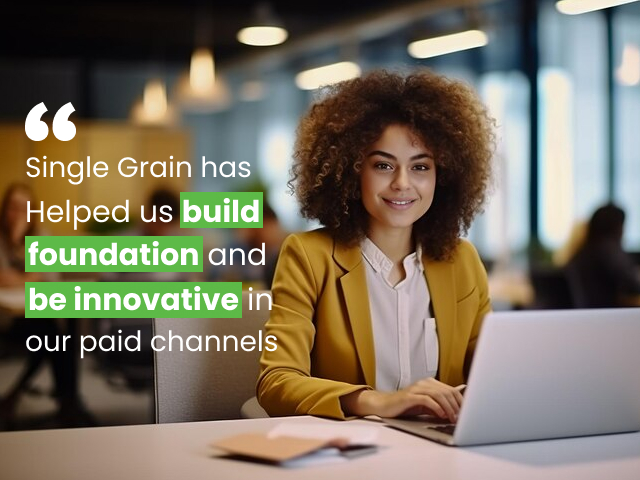 “
Single Grain has
Helped us build
foundation and
be innovative in
our paid channels